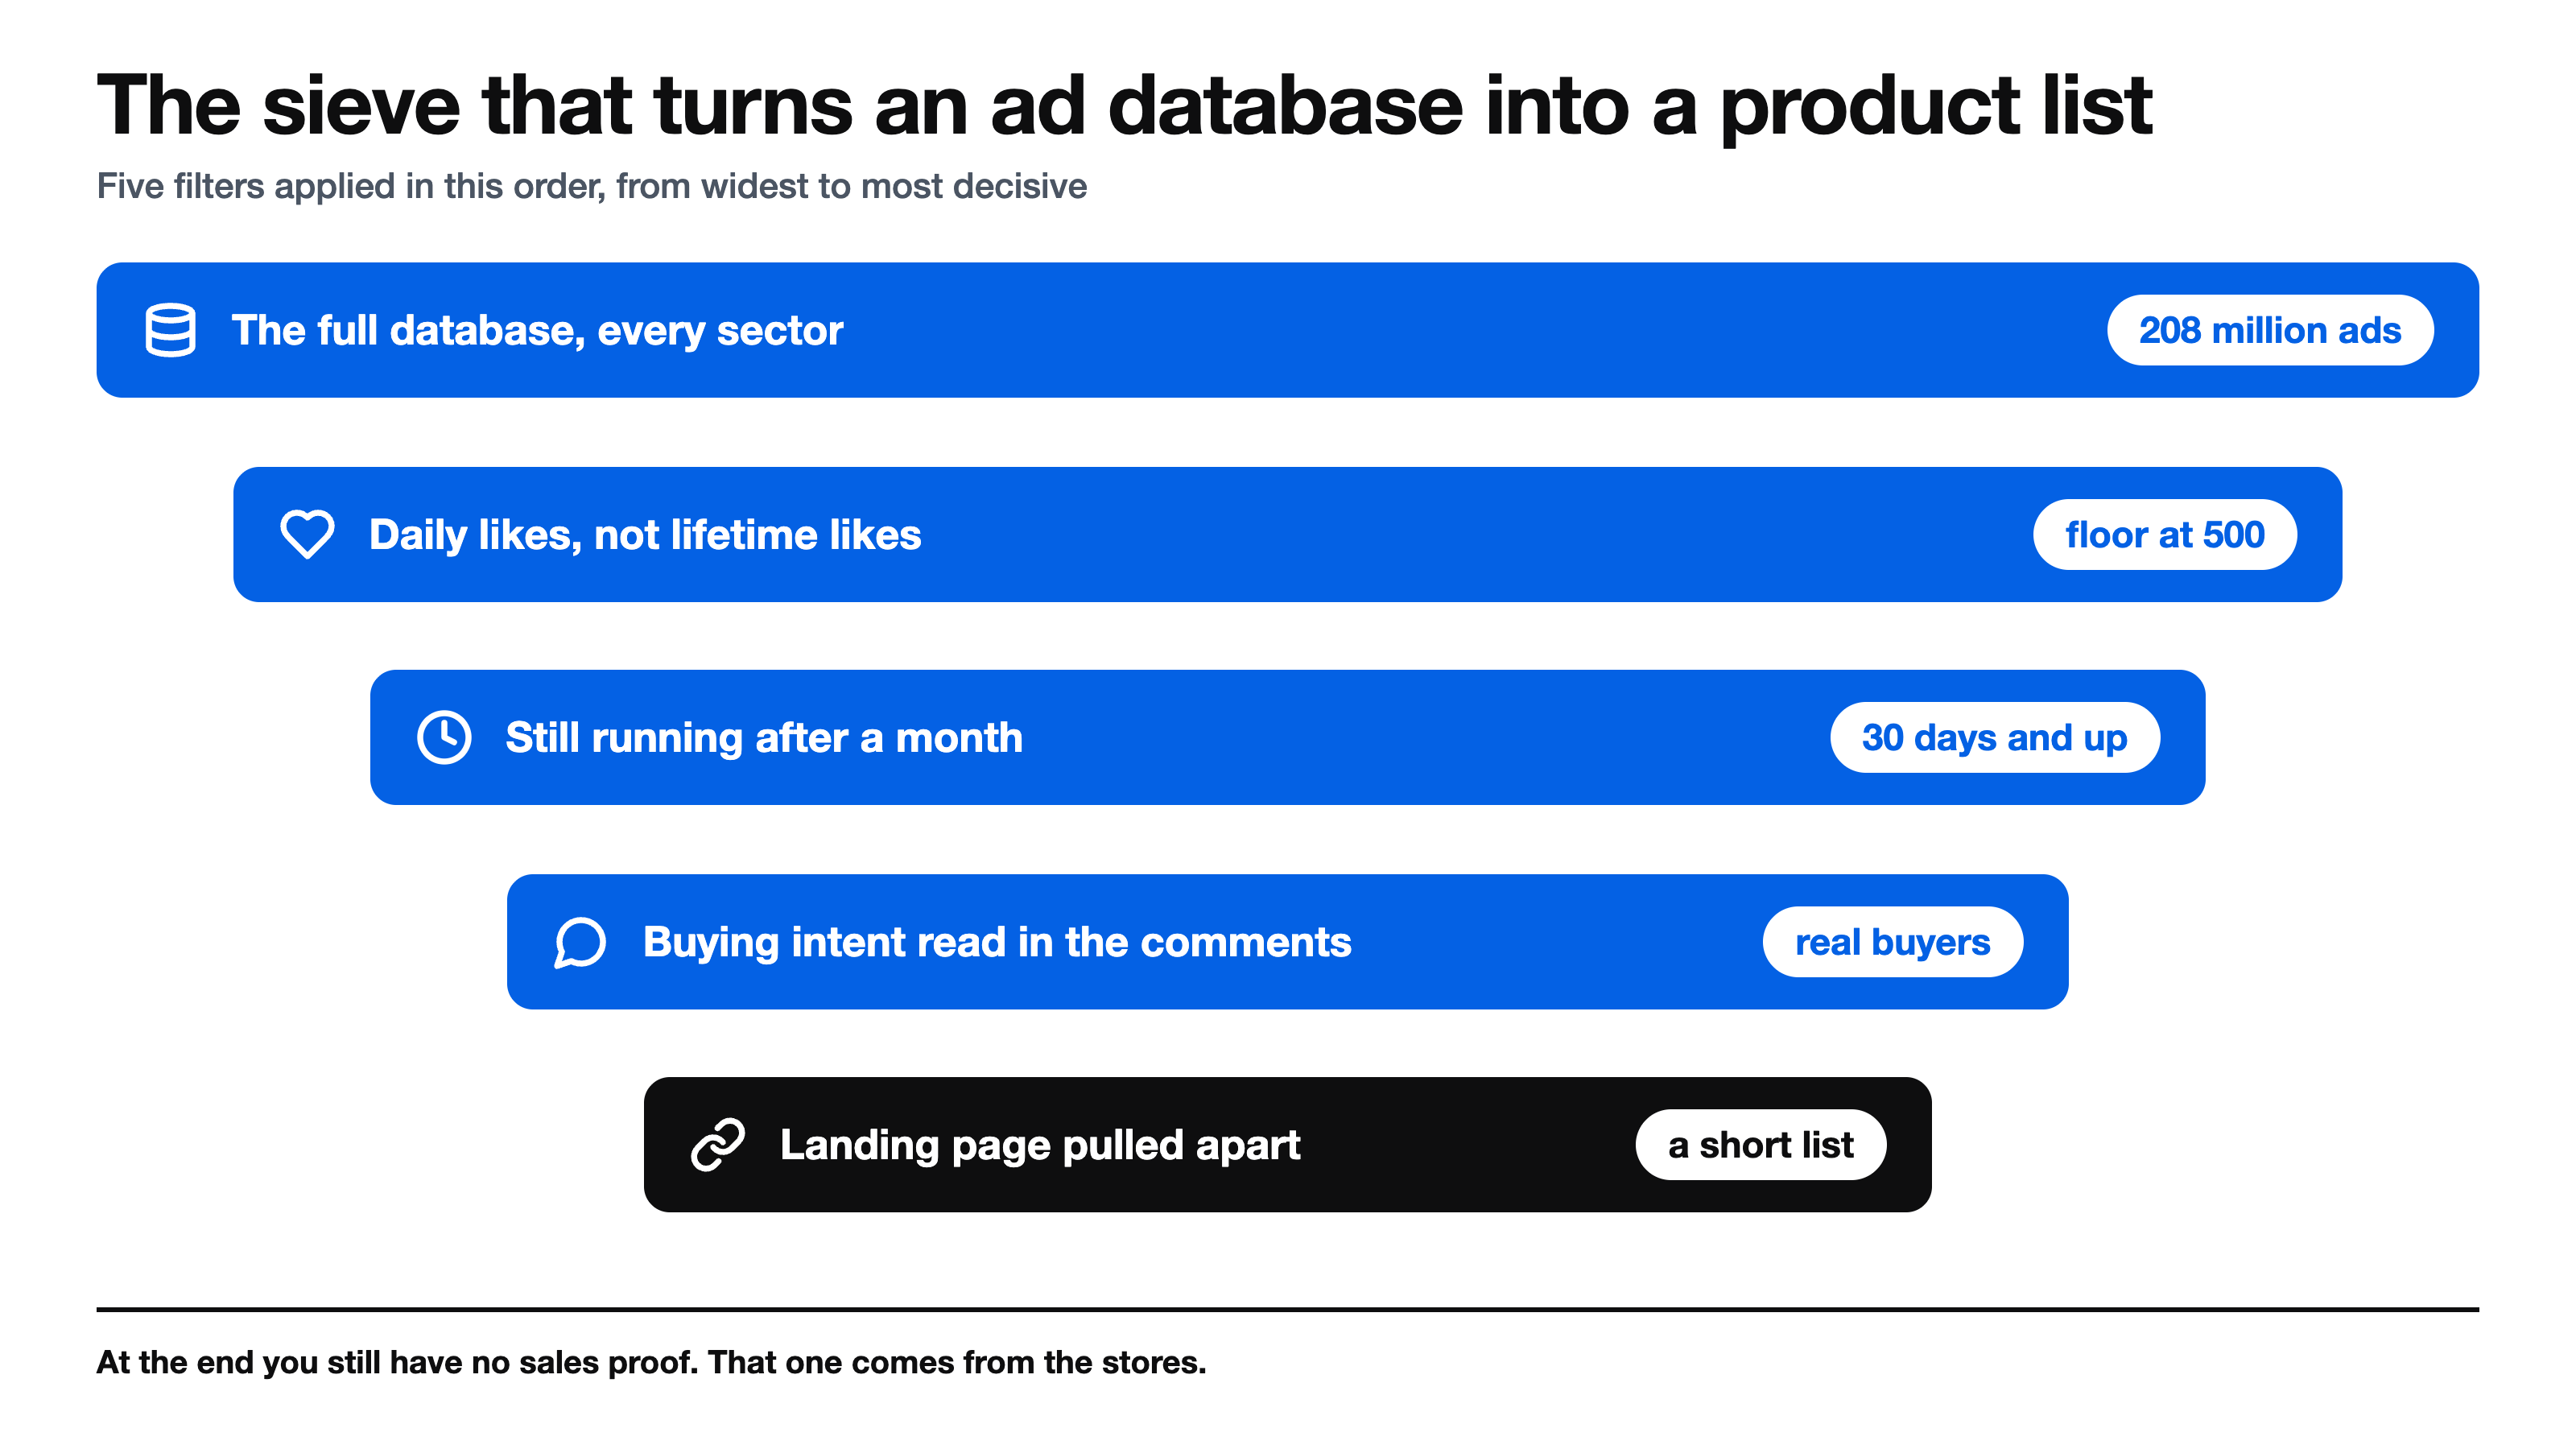 The sieve that turns an ad database into a product list
Five filters applied in this order, from widest to most decisive
The full database, every sector
208 million ads
Daily likes, not lifetime likes
floor at 500
Still running after a month
30 days and up
Buying intent read in the comments
real buyers
Landing page pulled apart
a short list
At the end you still have no sales proof. That one comes from the stores.